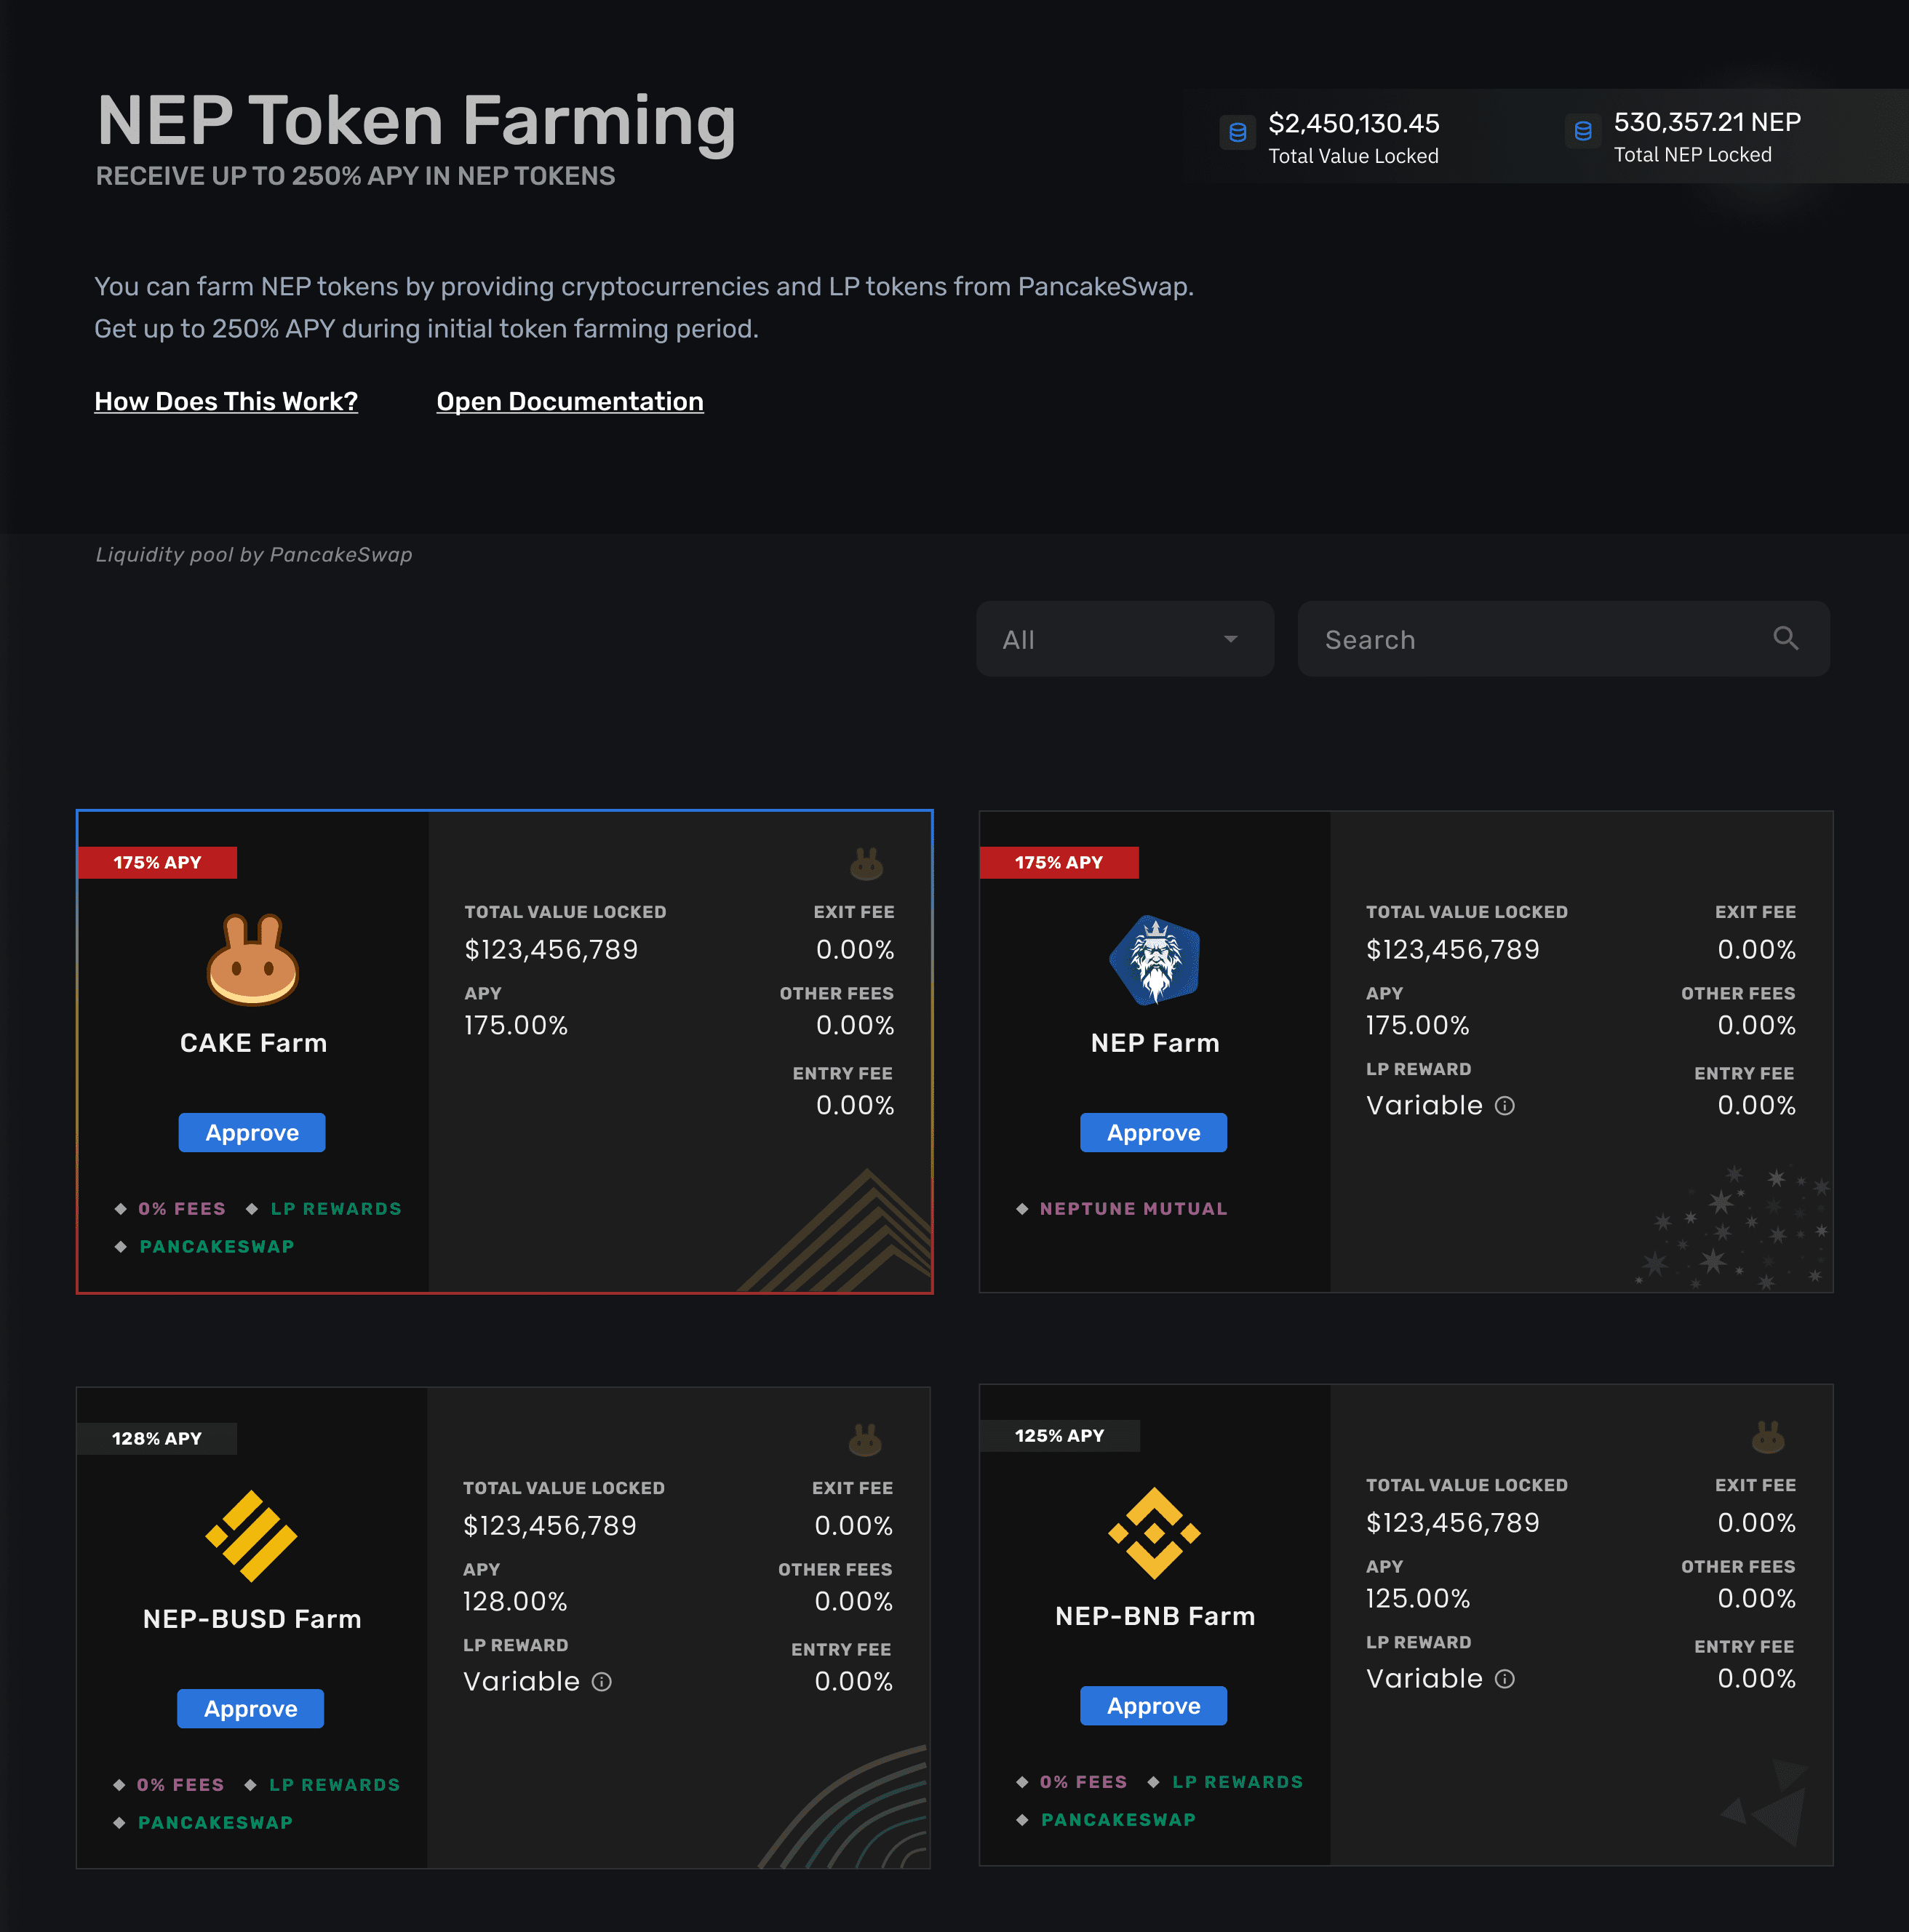 NEP Token Farming
RECEIVE UP TO 250% APY IN NEP TOKENS
$2,450,130.45
Total Value Locked
530,357.21 NEP
Total NEP Locked
You can farm NEP tokens by providing cryptocurrencies and LP tokens from PancakeSwap.
Get up to 250% APY during initial token farming period.
How Does This Work?
Open Documentation
Liquidity pool by PancakeSwap
All
Search
175% APY
CAKE Farm
Approve
0% FEES
LP REWARDS
PANCAKESWAP
TOTAL VALUE LOCKED
$123,456,789
APY
175.00%
EXIT FEE
0.00%
OTHER FEES
0.00%
ENTRY FEE
0.00%
175% APY
NEP Farm
Approve
NEPTUNE MUTUAL
TOTAL VALUE LOCKED
$123,456,789
APY
175.00%
LP REWARD
Variable
EXIT FEE
0.00%
OTHER FEES
0.00%
ENTRY FEE
0.00%
128% APY
NEP-BUSD Farm
Approve
0% FEES
LP REWARDS
PANCAKESWAP
TOTAL VALUE LOCKED
$123,456,789
APY
128.00%
LP REWARD
Variable
EXIT FEE
0.00%
OTHER FEES
0.00%
ENTRY FEE
0.00%
125% APY
NEP-BNB Farm
Approve
0% FEES
LP REWARDS
PANCAKESWAP
TOTAL VALUE LOCKED
$123,456,789
APY
125.00%
LP REWARD
Variable
EXIT FEE
0.00%
OTHER FEES
0.00%
ENTRY FEE
0.00%